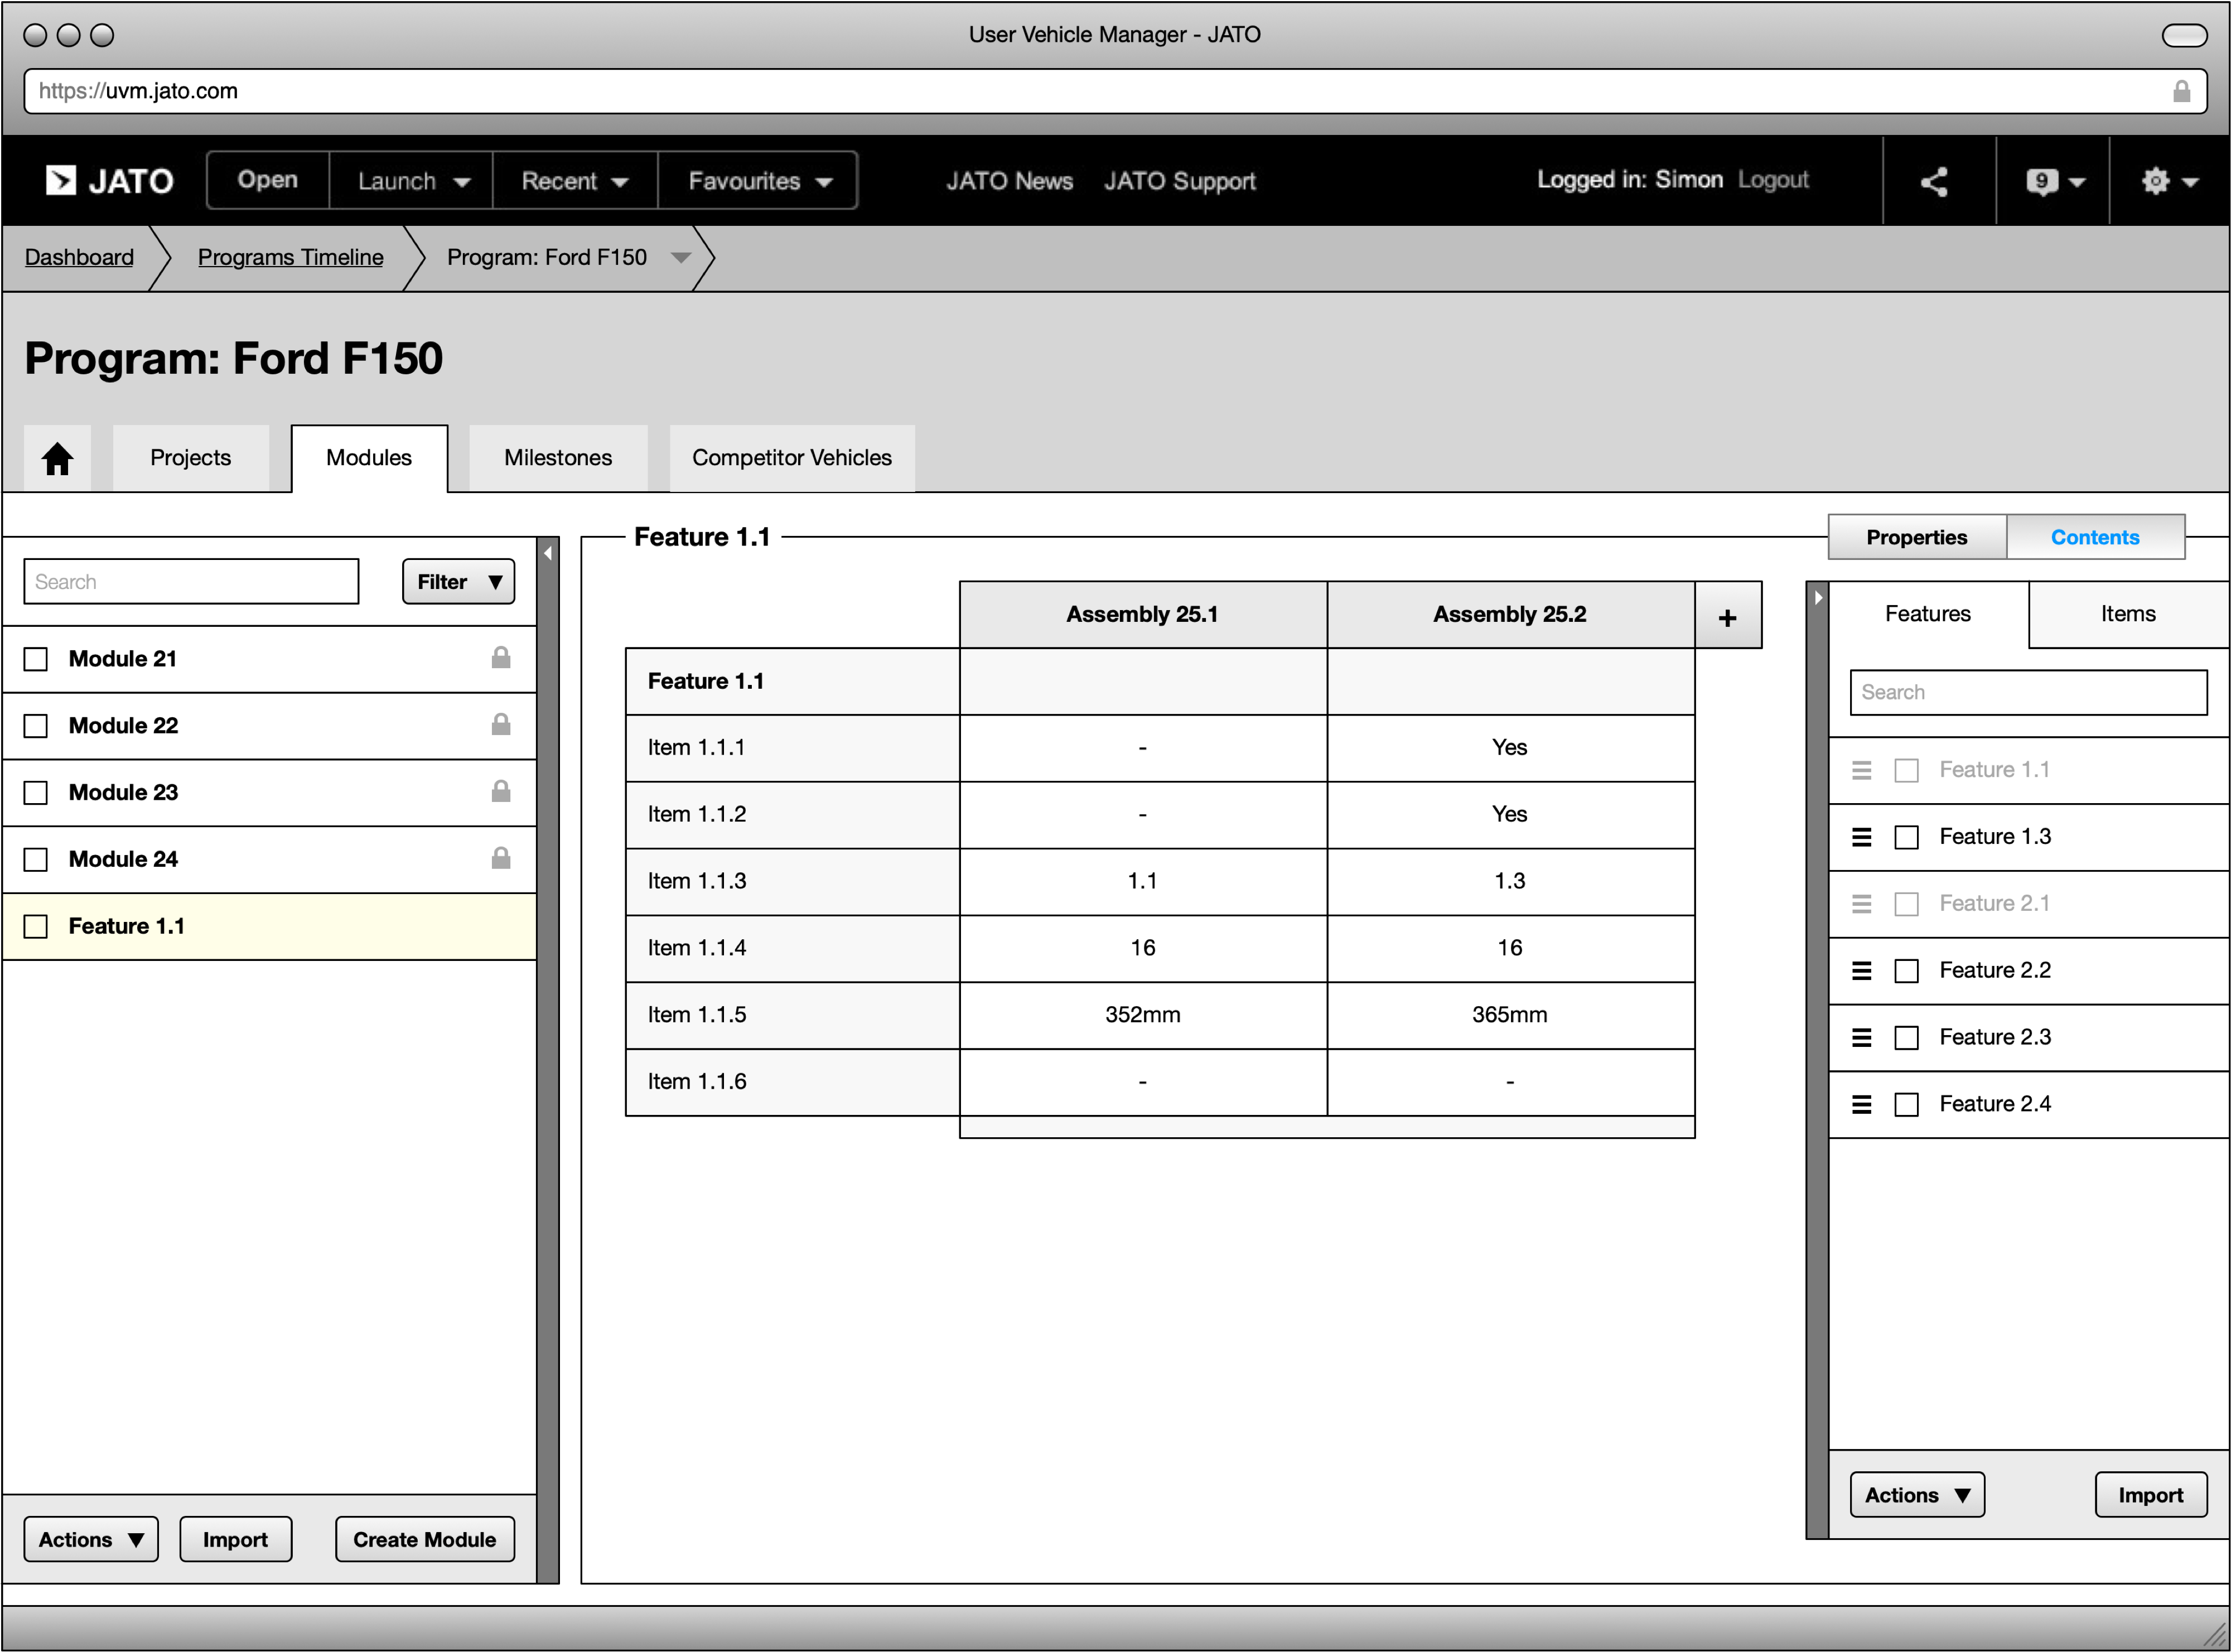 User Vehicle Manager - JATO
https://uvm.jato.com
JATO Open Launch Recent Favourites JATO News JATO Support Logged in: Simon Logout 9
Dashboard Programs Timeline Program: Ford F150
Program: Ford F150
Projects Modules Milestones Competitor Vehicles
Search Filter
Module 21
Module 22
Module 23
Module 24
Feature 1.1
Actions Import Create Module
Feature 1.1
Properties Contents
Assembly 25.1 Assembly 25.2 +
Feature 1.1
Item 1.1.1 - Yes
Item 1.1.2 - Yes
Item 1.1.3 1.1 1.3
Item 1.1.4 16 16
Item 1.1.5 352mm 365mm
Item 1.1.6 - -
Features Items
Search
Feature 1.1
Feature 1.3
Feature 2.1
Feature 2.2
Feature 2.3
Feature 2.4
Actions Import